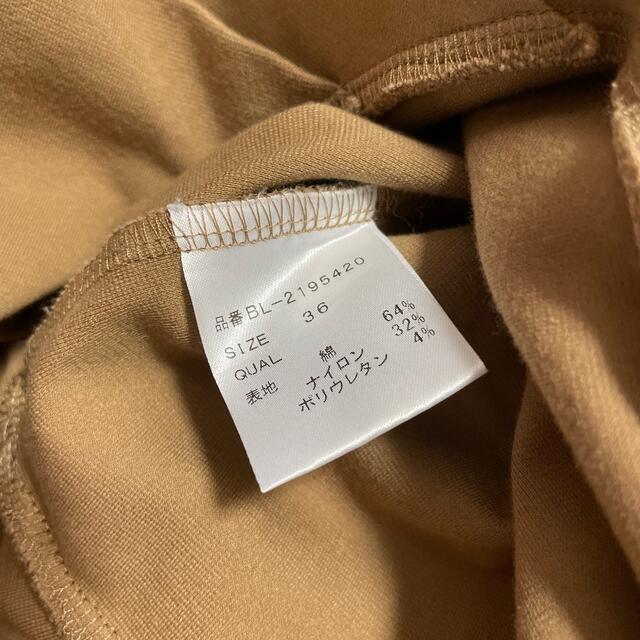 品番BL-2195420
SIZE 36
QUAL
表地 綿 64%
ナイロン 32%
ポリウレタン 4%